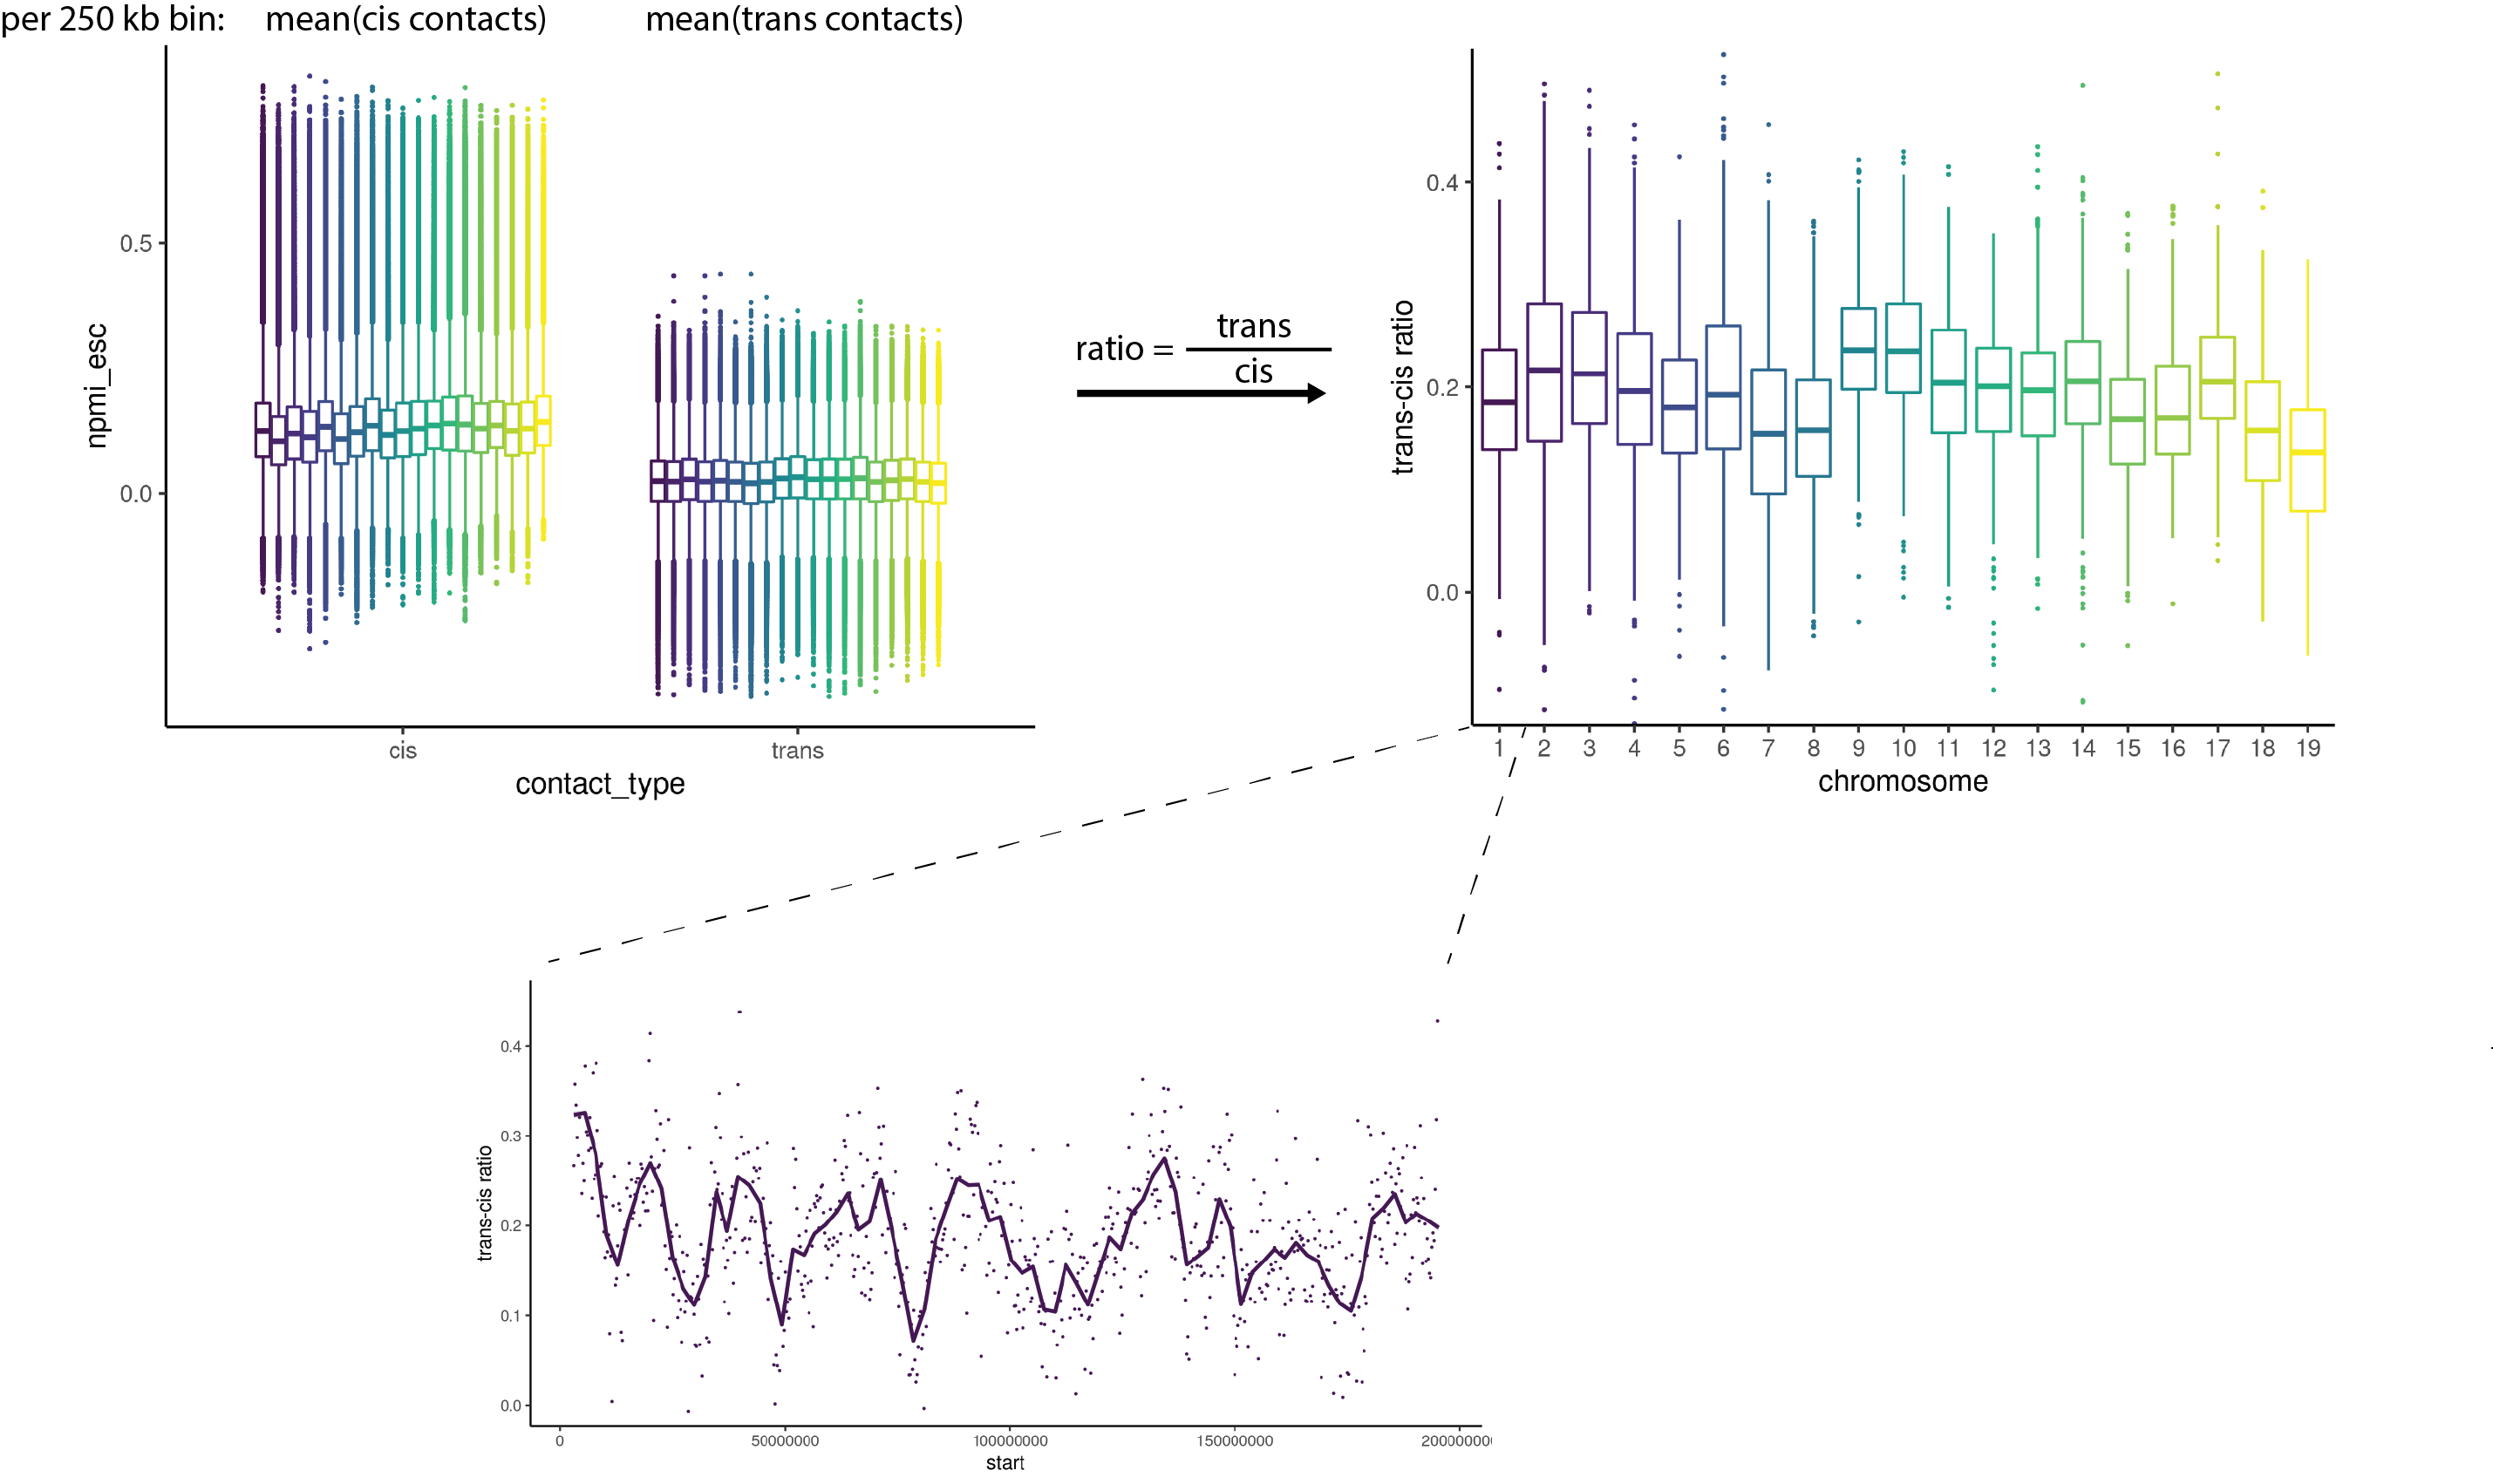 per 250 kb bin: mean(cis contacts) mean(trans contacts)
npmi_esc
0.5
0.0
cis trans
contact_type
ratio = trans
cis
trans-cis ratio
0.4
0.2
0.0
1 2 3 4 5 6 7 8 9 10 11 12 13 14 15 16 17 18 19
chromosome
trans-cis ratio
0.4
0.3
0.2
0.1
0.0
0 50000000 100000000 150000000 200000000
start